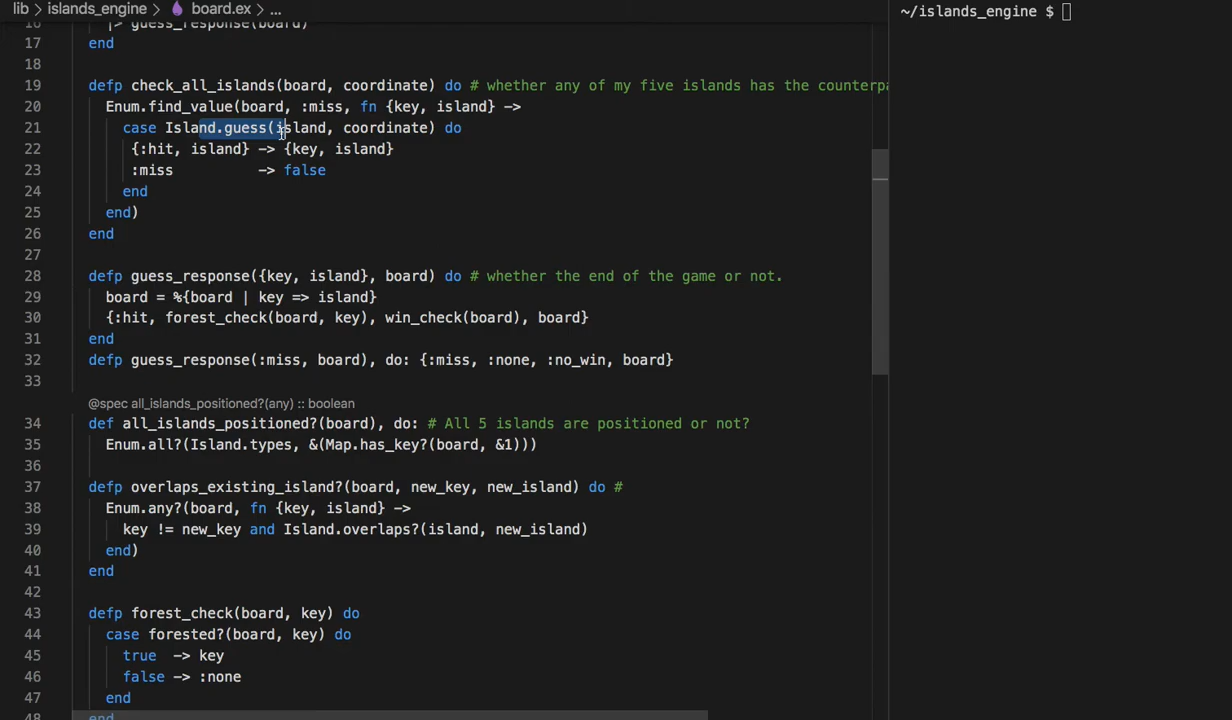 lib > islands_engine > board.ex > ...
~/islands_engine $
16 |> guess_response(board)
17 end
18
19 defp check_all_islands(board, coordinate) do # whether any of my five islands has the counterpa
20 Enum.find_value(board, :miss, fn {key, island} ->
21 case Island.guess(island, coordinate) do
22 {:hit, island} -> {key, island}
23 :miss -> false
24 end
25 end)
26 end
27
28 defp guess_response({key, island}, board) do # whether the end of the game or not.
29 board = %{board | key => island}
30 {:hit, forest_check(board, key), win_check(board), board}
31 end
32 defp guess_response(:miss, board), do: {:miss, :none, :no_win, board}
33
@spec all_islands_positioned?(any) :: boolean
34 def all_islands_positioned?(board), do: # All 5 islands are positioned or not?
35 Enum.all?(Island.types, &(Map.has_key?(board, &1)))
36
37 defp overlaps_existing_island?(board, new_key, new_island) do #
38 Enum.any?(board, fn {key, island} ->
39 key != new_key and Island.overlaps?(island, new_island)
40 end)
41 end
42
43 defp forest_check(board, key) do
44 case forested?(board, key) do
45 true -> key
46 false -> :none
47 end
48 end